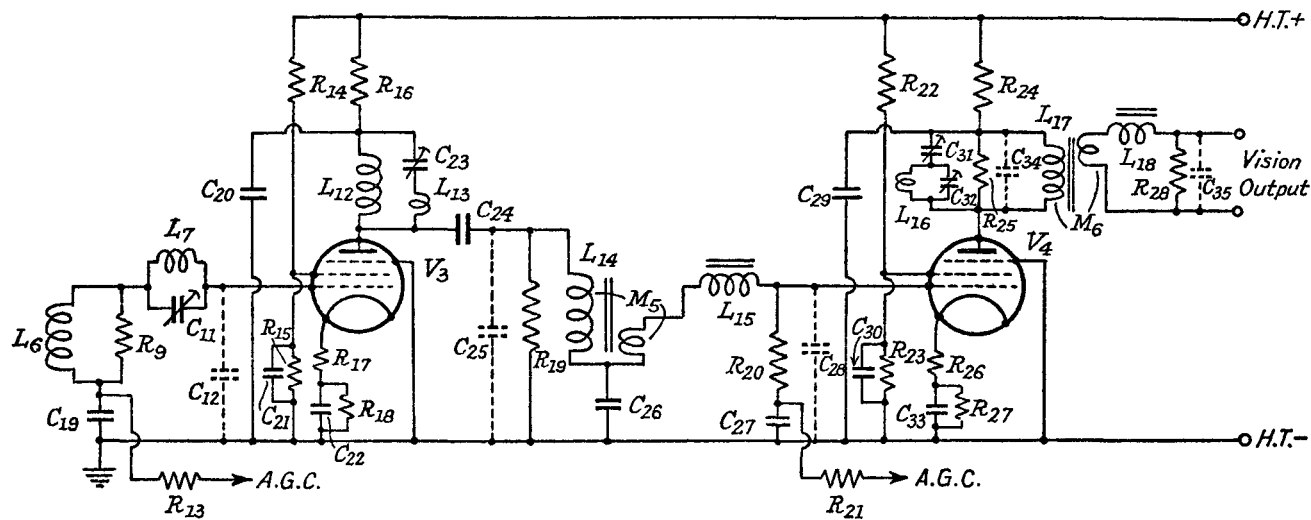 H.T.+
R14
R16
R22
R24
L17
C23
C31
C34
L18
R28
C35
Vision
Output
C20
L12
L13
C29
C32
L16
R25
M6
C24
L7
V3
L14
M5
V4
L15
L6
R9
C11
C12
R15
R17
C25
R19
R20
C28
C30
R23
R26
C19
C21
R18
C22
C26
C27
C33
R27
H.T.-
R13
A.G.C.
R21
A.G.C.